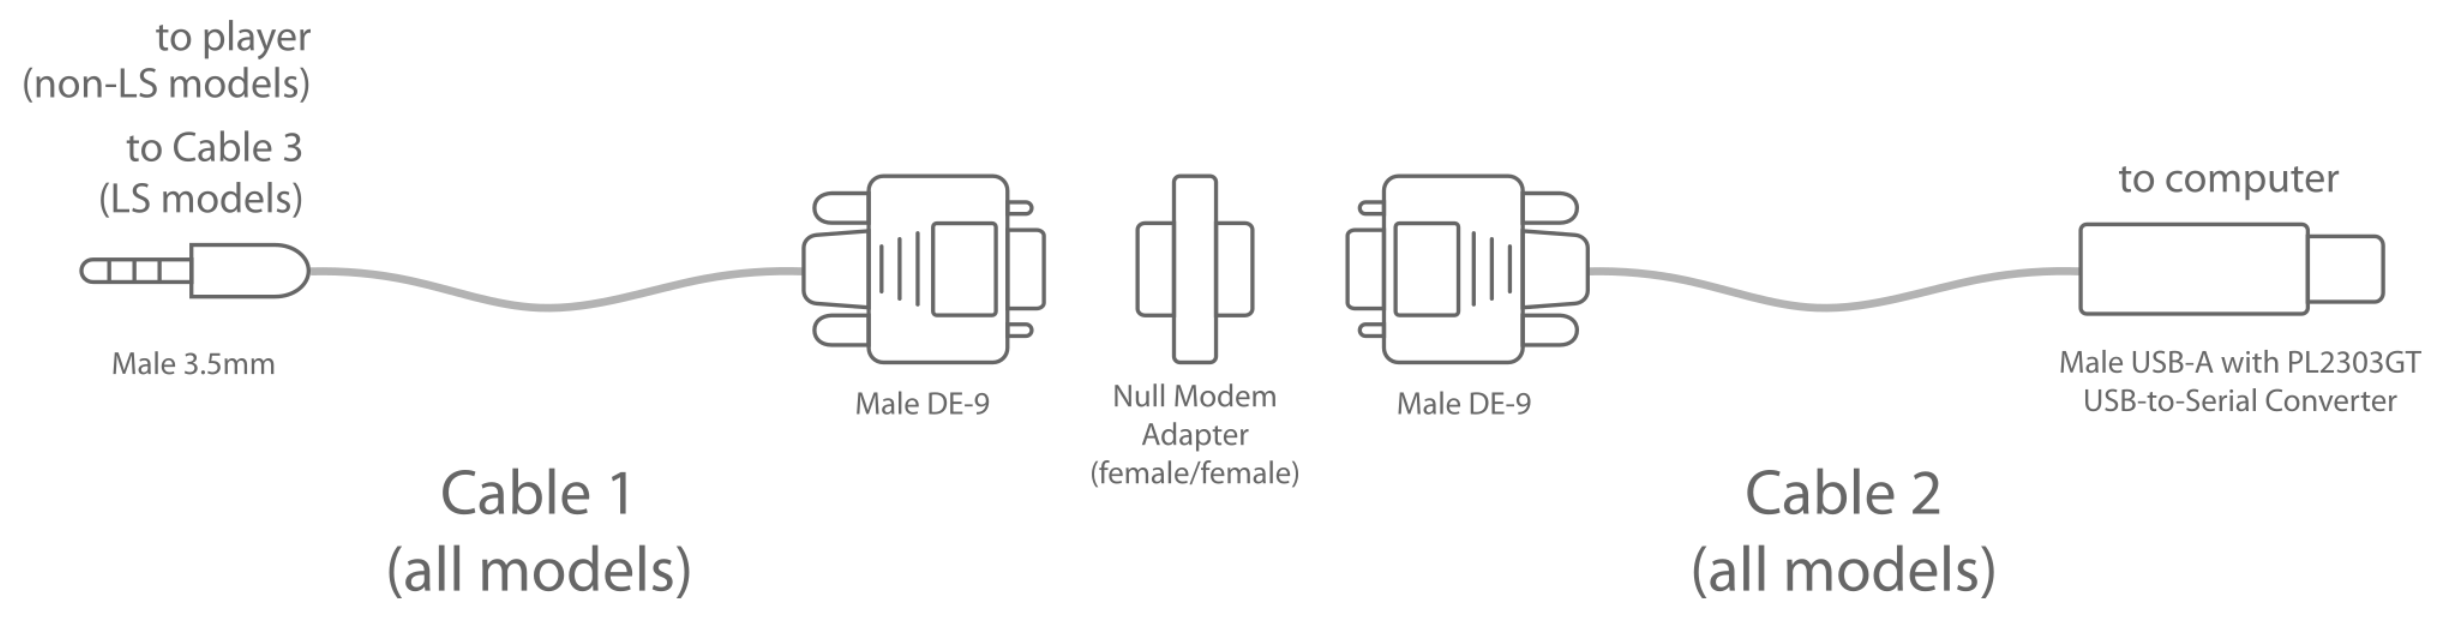 to player
(non-LS models)
to Cable 3
(LS models)
Male 3.5mm
Male DE-9
Cable 1
(all models)
Null Modem
Adapter
(female/female)
Male DE-9
to computer
Male USB-A with PL2303GT
USB-to-Serial Converter
Cable 2
(all models)